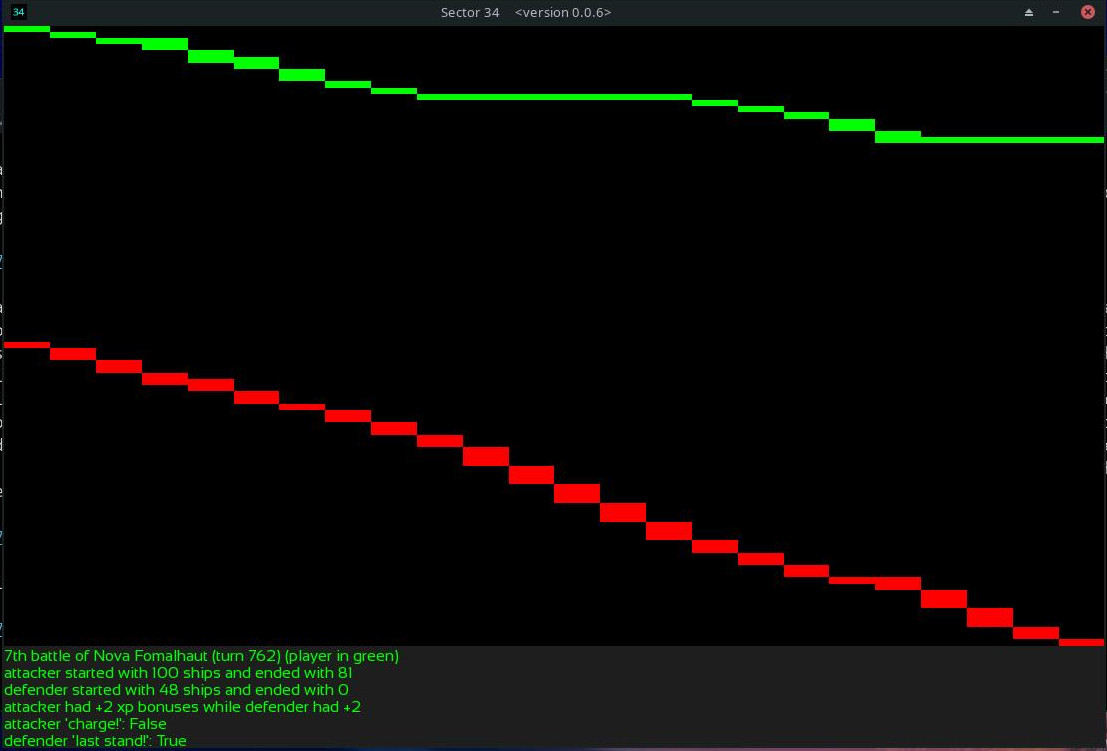 34
Sector 34 <version 0.0.6>
7th battle of Nova Fomalhaut (turn 762) (player in green)
attacker started with 100 ships and ended with 81
defender started with 48 ships and ended with 0
attacker had +2 xp bonuses while defender had +2
attacker 'charge!': False
defender 'last stand!': True